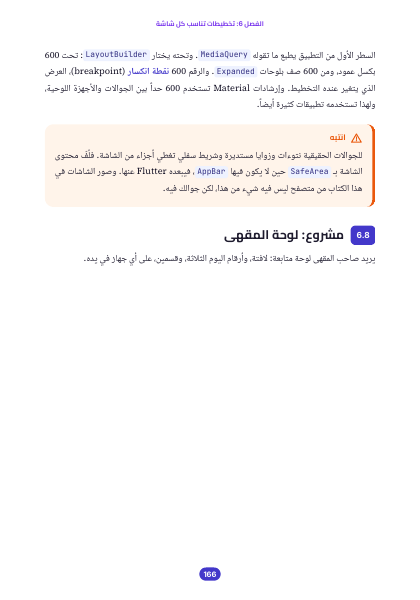 الفصل 6: تخطيطات تناسب كل شاشة
السطر الأول من التطبيق يطبع ما تقوله MediaQuery . وتحته يختار LayoutBuilder : تحت 600
بكسل عمود، ومن 600 صف بلوحات Expanded . والرقم 600 نقطة انكسار (breakpoint)، العرض
الذي يتغير عنده التخطيط. وإرشادات Material تستخدم 600 حداً بين الجوالات والأجهزة اللوحية،
ولهذا تستخدمه تطبيقات كثيرة أيضاً.
انتبه
للجوالات الحقيقية نتوءات وزوايا مستديرة وشريط سفلي تغطي أجزاء من الشاشة. فلُفّ محتوى
الشاشة بـ SafeArea حين لا يكون فيها AppBar ، فيبعده Flutter عنها. وصور الشاشات في
هذا الكتاب من متصفح ليس فيه شيء من هذا، لكن جوالك فيه.
6.8 مشروع: لوحة المقهى
يريد صاحب المقهى لوحة متابعة: لافتة، وأرقام اليوم الثلاثة، وقسمين، على أي جهاز في يده.
166